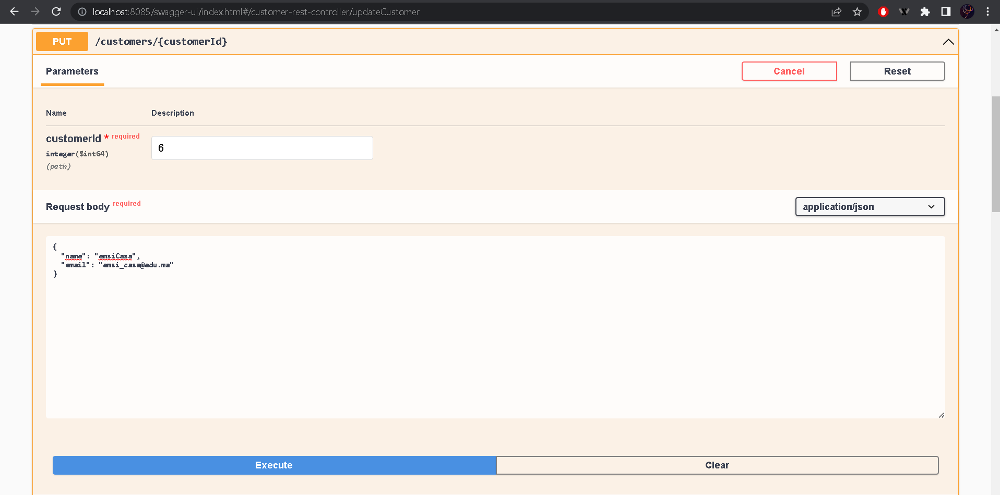 localhost:8085/swagger-ui/index.html#/customer-rest-controller/updateCustomer
PUT /customers/{customerId}
Parameters
Cancel
Reset
Name Description
customerId * required
integer($int64)
(path)
6
Request body required
application/json
{
"name": "emsiCasa",
"email": "emsi_casa@edu.ma"
}
Execute
Clear